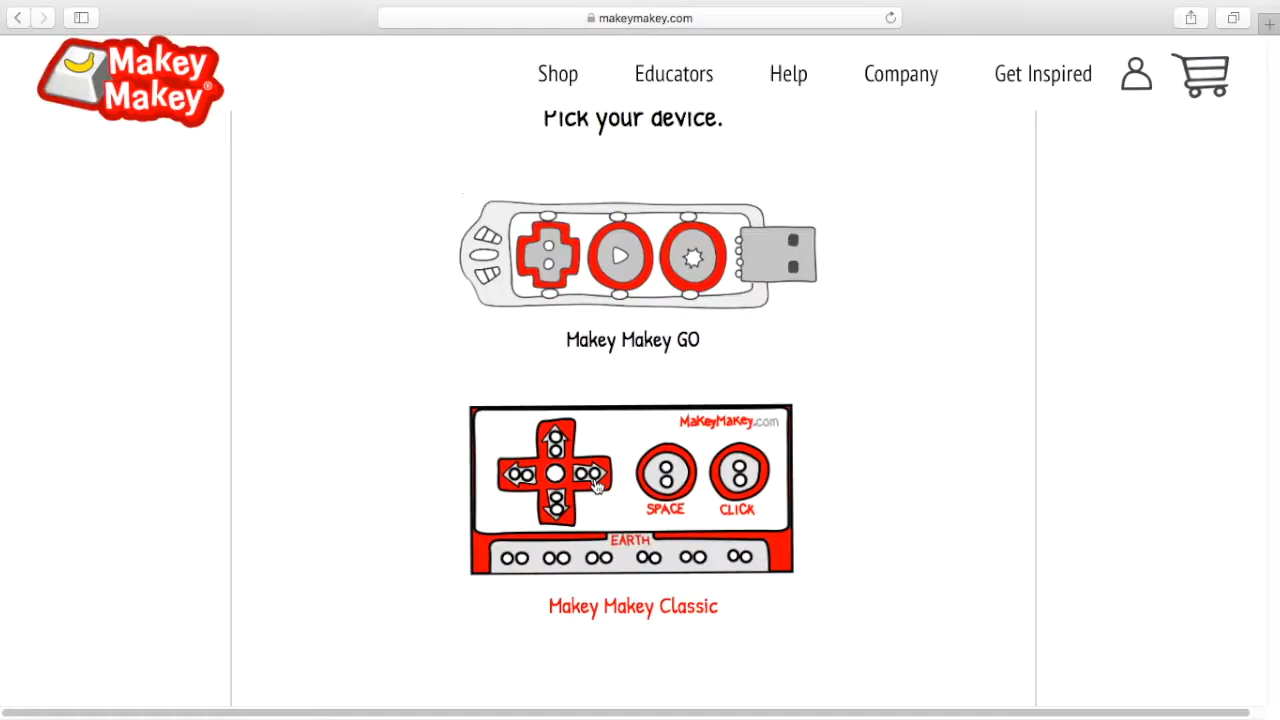 makeymakey.com
Makey
Makey®
Shop
Educators
Help
Company
Get Inspired
Pick your device.
Makey Makey GO
MaKeyMaKey.com
SPACE
CLICK
EARTH
Makey Makey Classic